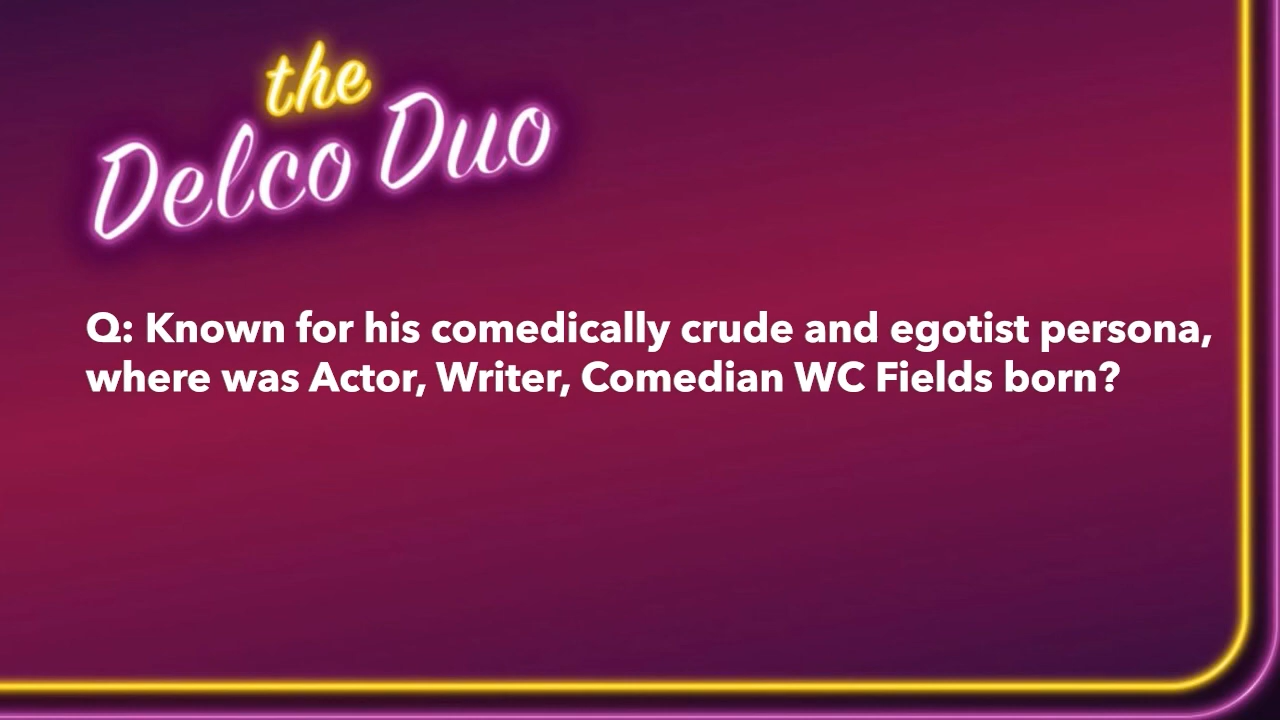 the
Delco Duo
Q: Known for his comedically crude and egotist persona,
where was Actor, Writer, Comedian WC Fields born?